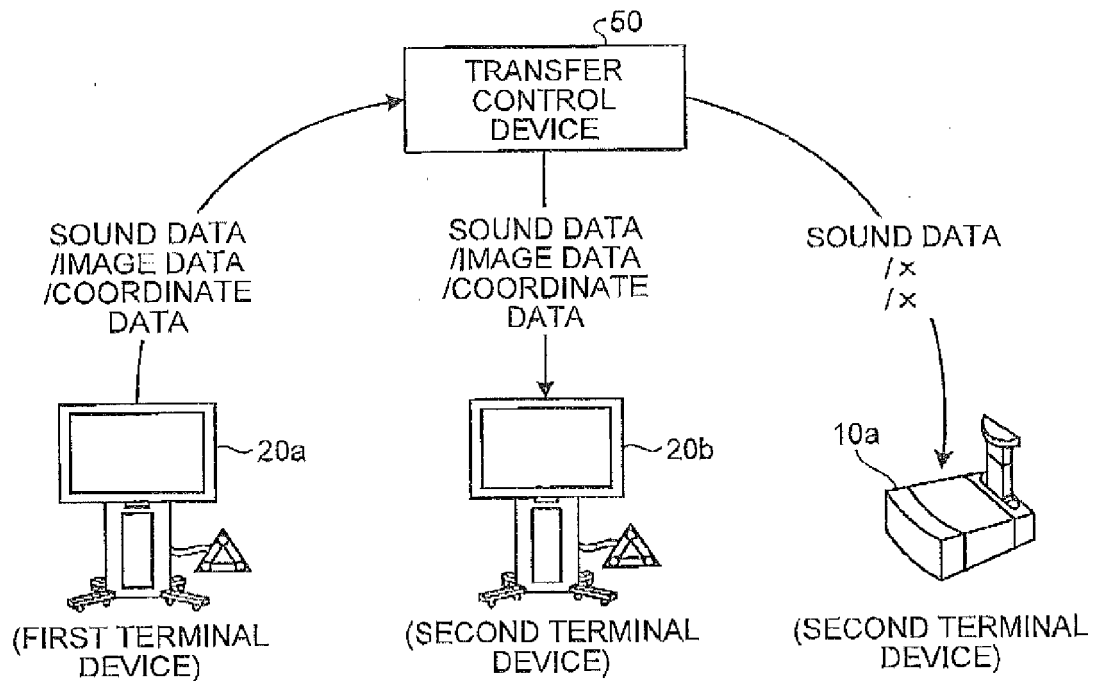 50
TRANSFER
CONTROL
DEVICE
SOUND DATA
/IMAGE DATA
/COORDINATE
DATA
SOUND DATA
/IMAGE DATA
/COORDINATE
DATA
SOUND DATA
/×
/×
20a
20b
10a
(FIRST TERMINAL
DEVICE)
(SECOND TERMINAL
DEVICE)
(SECOND TERMINAL
DEVICE)